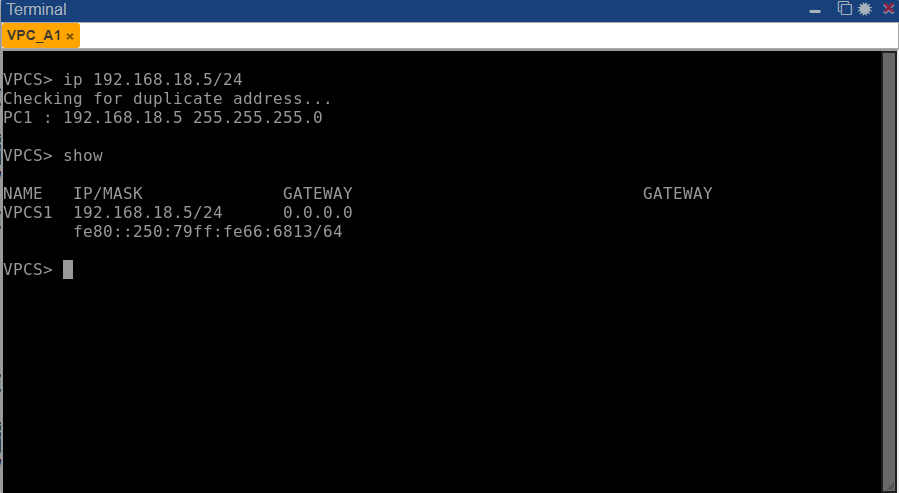 Terminal
VPC_A1 ×
VPCS> ip 192.168.18.5/24
Checking for duplicate address...
PC1 : 192.168.18.5 255.255.255.0
VPCS> show
NAME   IP/MASK              GATEWAY                             GATEWAY
VPCS1  192.168.18.5/24      0.0.0.0
       fe80::250:79ff:fe66:6813/64
VPCS>